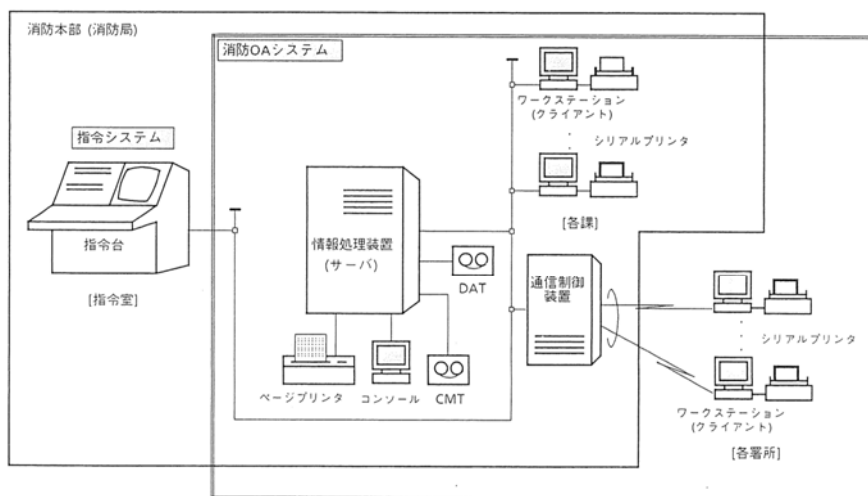 消防本部 (消防局)
消防OAシステム
ワークステーション
(クライアント)
シリアルプリンタ
[各課]
指令システム
指令台
[指令室]
情報処理装置
(サーバ)
DAT
通信制御
装置
ページプリンタ
コンソール
CMT
シリアルプリンタ
ワークステーション
(クライアント)
[各署所]